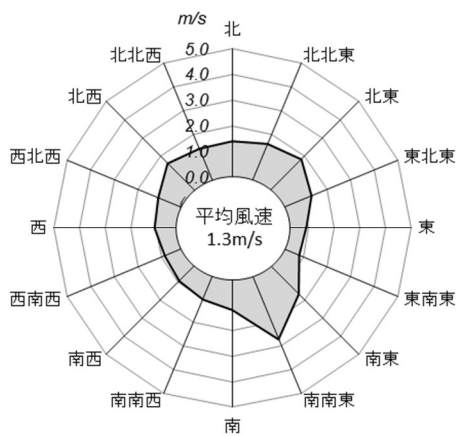 m/s
北
5.0
4.0
3.0
2.0
1.0
0.0
北北西
北北東
北西
北東
西北西
東北東
西
平均風速
1.3m/s
東
西南西
東南東
南西
南東
南南西
南南東
南